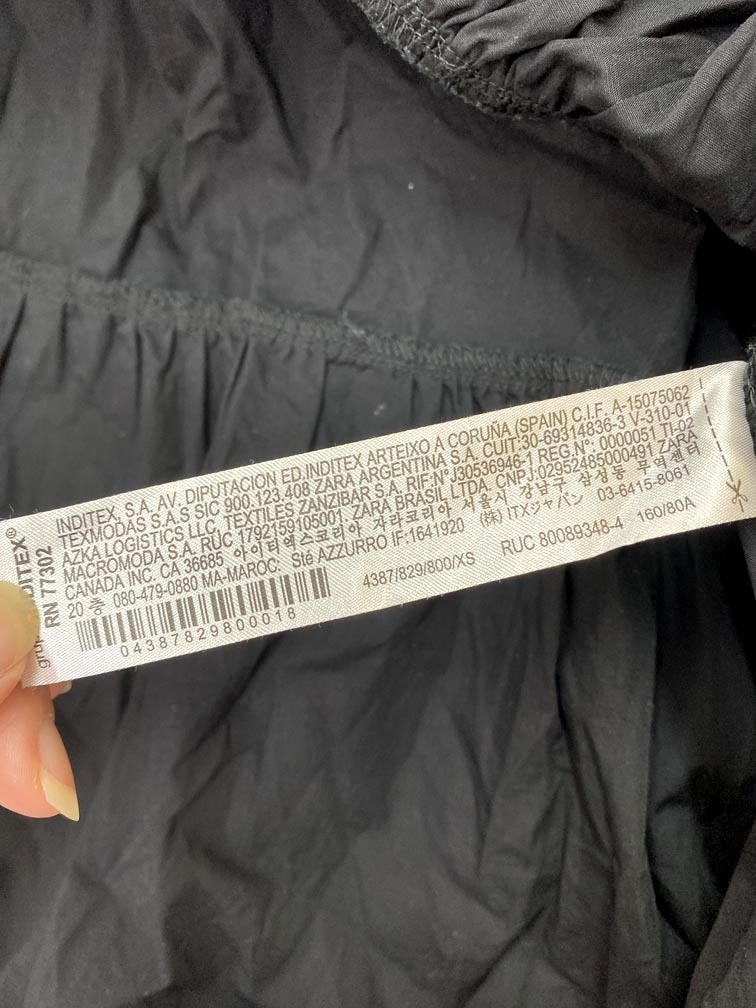 INDITEX®
RN 77302
INDITEX, S.A. AV. DIPUTACION ED.INDITEX ARTEIXO A CORUÑA (SPAIN) C.I.F. A-15075062
TEXMODAS S.A.S SIC 900.123.408 ZARA ARGENTINA S.A. CUIT:30-69314836-3 V-310-01
AZKA LOGISTICS LLC, TEXTILES ZANZIBAR S.A. RIF.NºJ30536946-1 REG.Nº: 0000051 TI-02
MACROMODA S.A. RUC 1792159105001 ZARA BRASIL LTDA. CNPJ:02952485000491 ZARA
CANADA INC. CA 36685 아이티엑스코리아 자라코리아 서울시 강남구 삼성동 무역센터
20 층 080-479-0880 MA-MAROC: Sté AZZURRO IF:1641920 (株) ITXジャパン 03-6415-8061
4387/829/800/XS RUC 80089348-4 160/80A
04387829800018